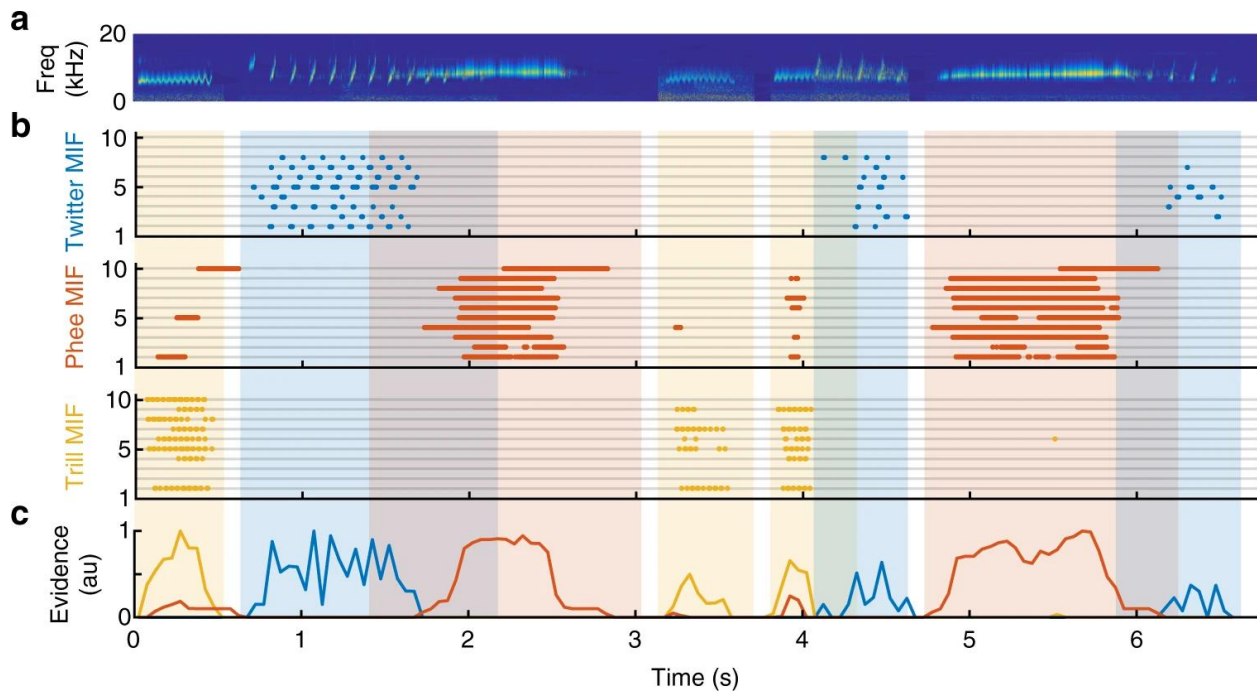 a
Freq
(kHz)
20
0
b
Twitter MIF
10
5
1
Phee MIF
10
5
1
Trill MIF
10
5
1
c
Evidence
(au)
1
0
0 1 2 3 4 5 6
Time (s)